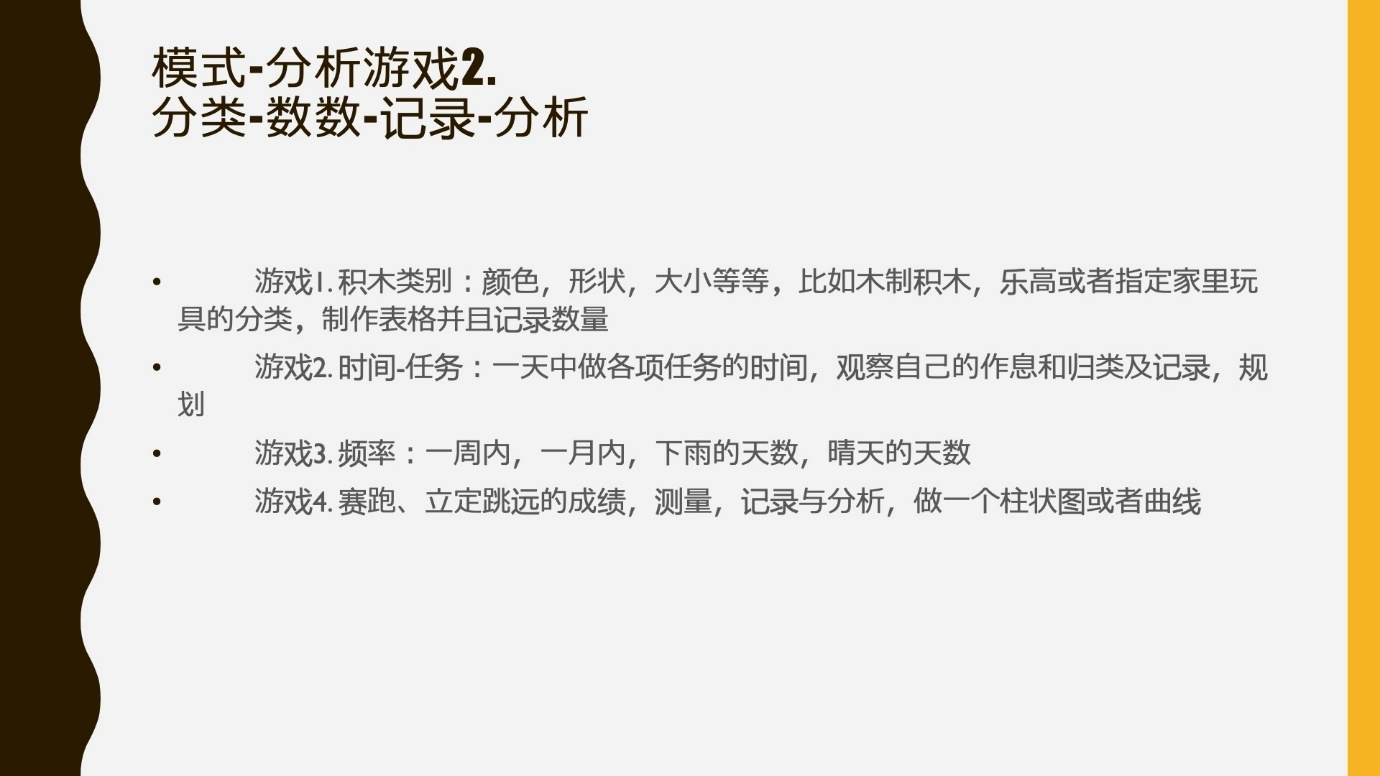 模式-分析游戏2.
分类-数数-记录-分析
• 游戏1. 积木类别：颜色，形状，大小等等，比如木制积木，乐高或者指定家里玩
具的分类，制作表格并且记录数量
• 游戏2. 时间-任务：一天中做各项任务的时间，观察自己的作息和归类及记录，规
划
• 游戏3. 频率：一周内，一月内，下雨的天数，晴天的天数
• 游戏4. 赛跑、立定跳远的成绩，测量，记录与分析，做一个柱状图或者曲线